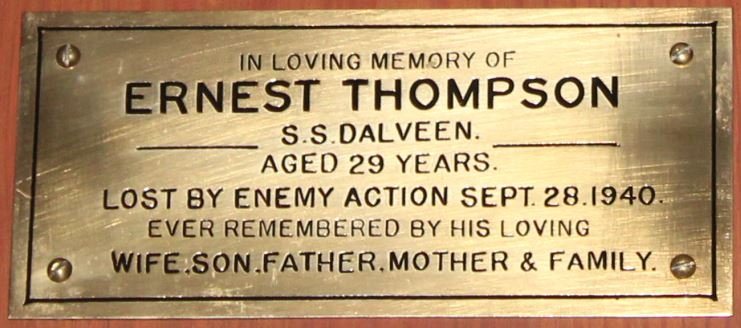 IN LOVING MEMORY OF
ERNEST THOMPSON
S.S. DALVEEN.
AGED 29 YEARS.
LOST BY ENEMY ACTION SEPT. 28.1940.
EVER REMEMBERED BY HIS LOVING
WIFE.SON.FATHER.MOTHER & FAMILY.